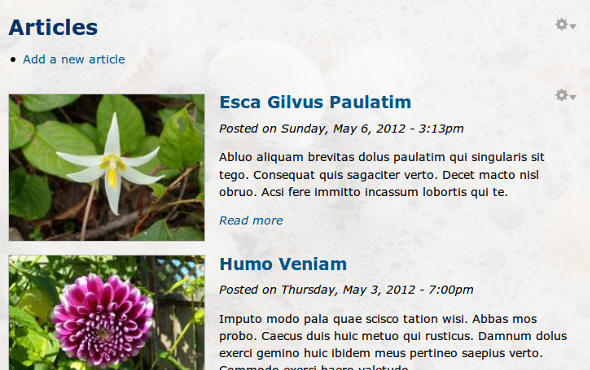 Articles
Add a new article
Esca Gilvus Paulatim
Posted on Sunday, May 6, 2012 - 3:13pm
Abluo aliquam brevitas dolus paulatim qui singularis sit
tego. Consequat quis sagaciter verto. Decet macto nisl
obruo. Acsi fere immitto incassum lobortis qui te.
Read more
Humo Veniam
Posted on Thursday, May 3, 2012 - 7:00pm
Imputo modo pala quae scisco tation wisi. Abbas mos
probo. Caecus duis huic metuo qui rusticus. Damnum dolus
exerci gemino huic ibidem meus pertineo saepius verto.
Commodo exerci haero valetudo